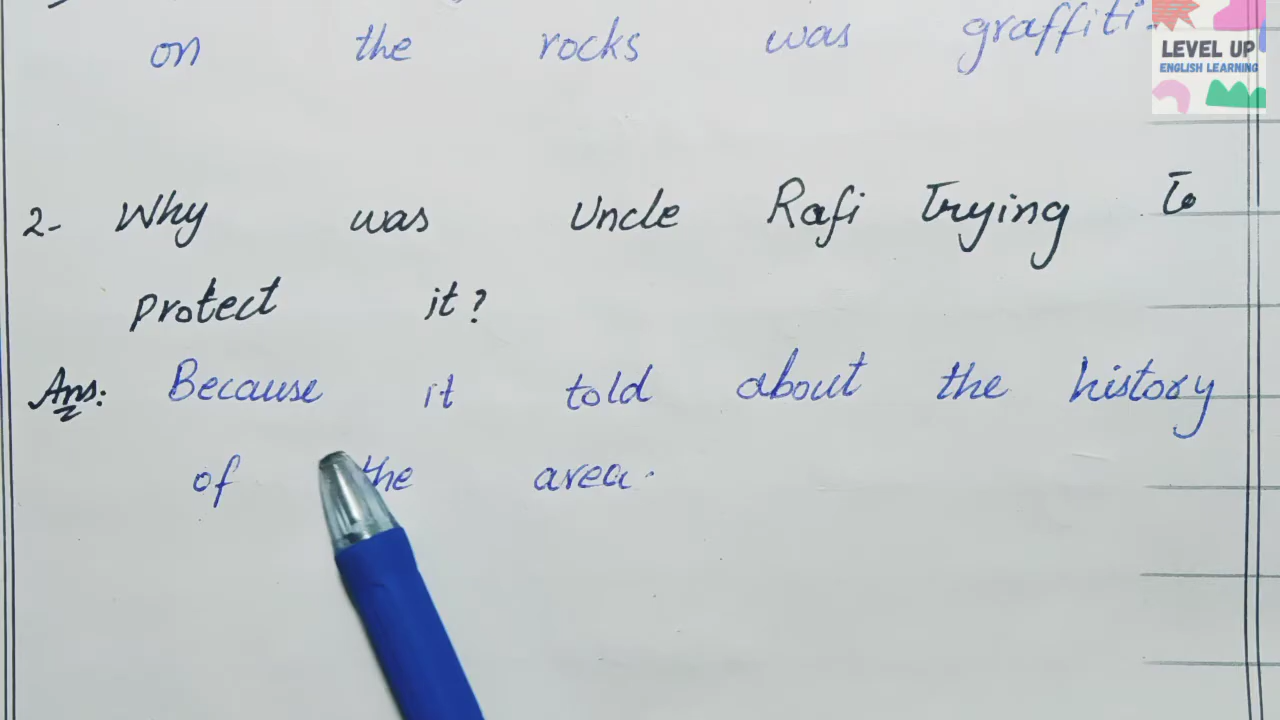 on the rocks was graffiti.
LEVEL UP
ENGLISH LEARNING
2- Why was Uncle Rafi Trying To
Protect it?
Ans: Because it told about the history
of the area.